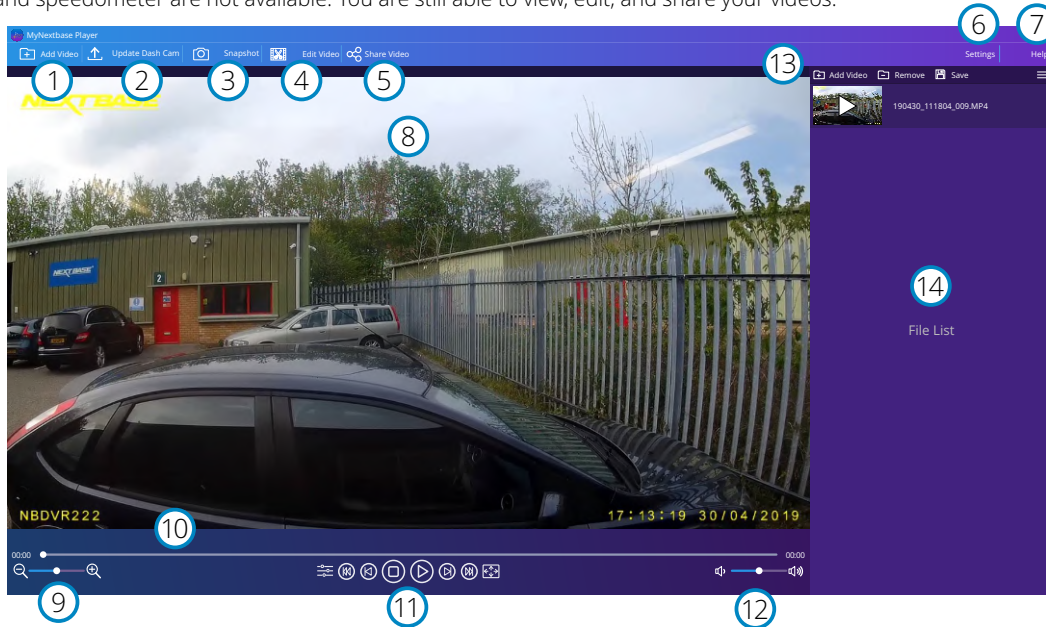 and speedometer are not available. You are still able to view, edit, and share your videos.
6 7
MyNextbase Player
Add Video Update Dash Cam Snapshot Edit Video Share Video Settings Help
1 2 3 4 5 13
Add Video Remove Save
NEXTBASE
190430_111804_009.MP4
8
NEXTBASE
2
14
File List
NBDVR222 17:13:19 30/04/2019
10
00:00 00:00
9 11 12